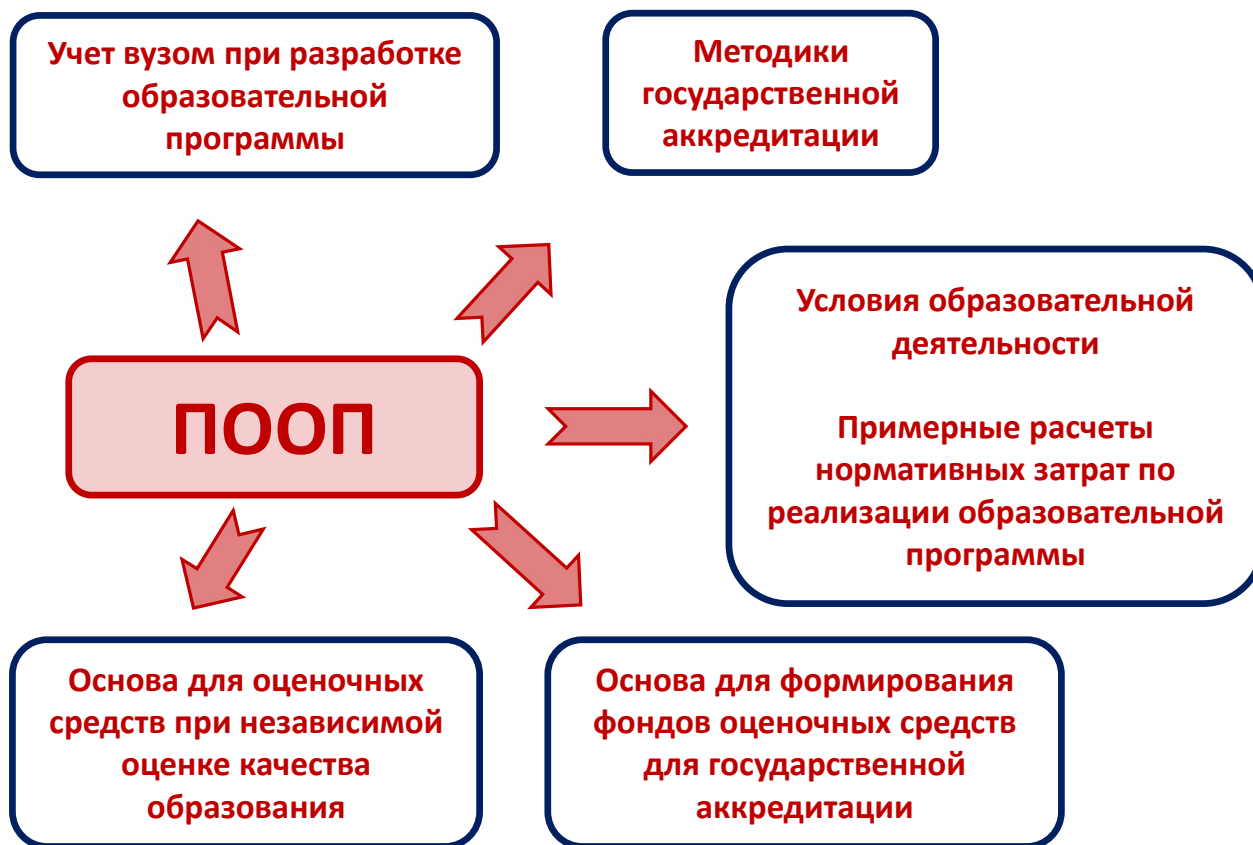 Учет вузом при разработке
образовательной
программы
Методики
государственной
аккредитации
ПООП
Условия образовательной
деятельности
Примерные расчеты
нормативных затрат по
реализации образовательной
программы
Основа для оценочных
средств при независимой
оценке качества
образования
Основа для формирования
фондов оценочных средств
для государственной
аккредитации